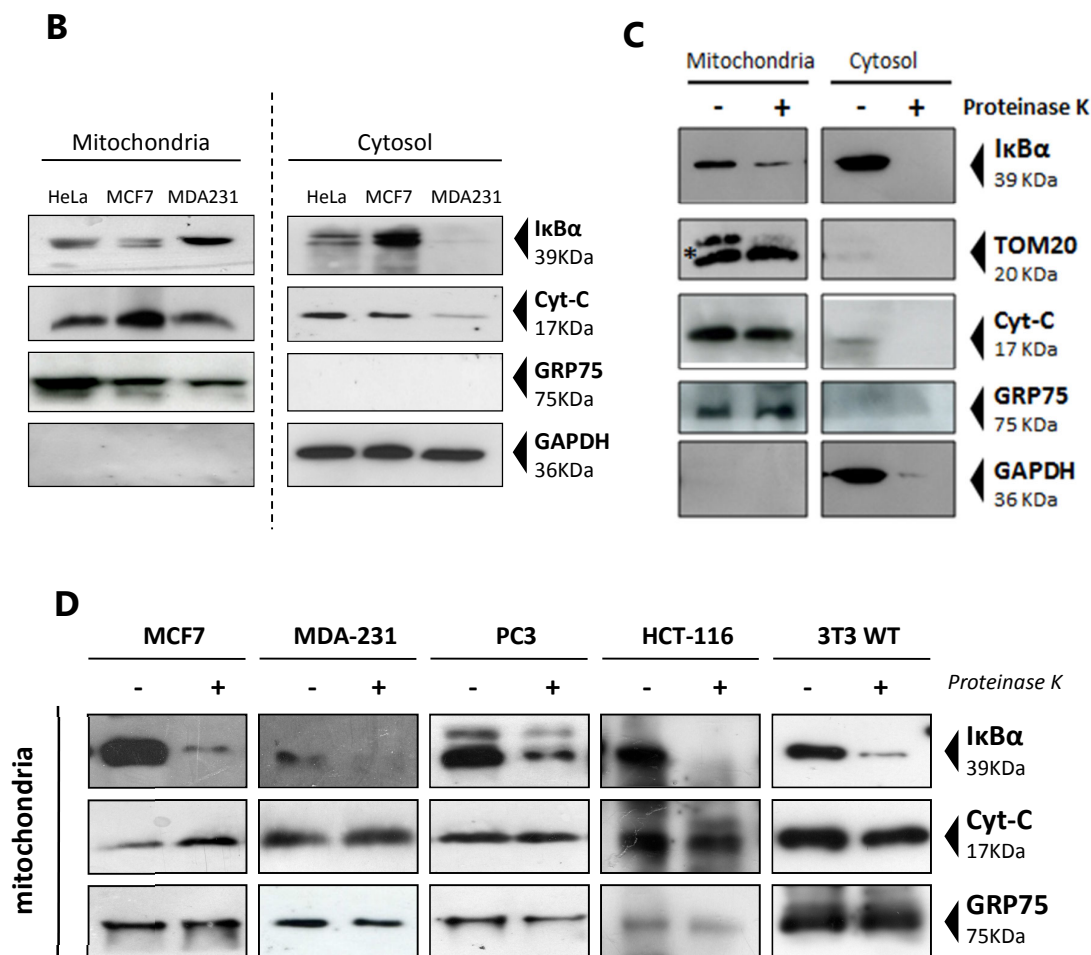 B
Mitochondria
Cytosol
HeLa MCF7 MDA231
HeLa MCF7 MDA231
IκBα
39KDa
Cyt-C
17KDa
GRP75
75KDa
GAPDH
36KDa
C
Mitochondria
Cytosol
- + - + Proteinase K
IκBα
39 KDa
*
TOM20
20 KDa
Cyt-C
17 KDa
GRP75
75 KDa
GAPDH
36 KDa
D
MCF7 MDA-231 PC3 HCT-116 3T3 WT
- + - + - + - + - + Proteinase K
mitochondria
IκBα
39KDa
Cyt-C
17KDa
GRP75
75KDa